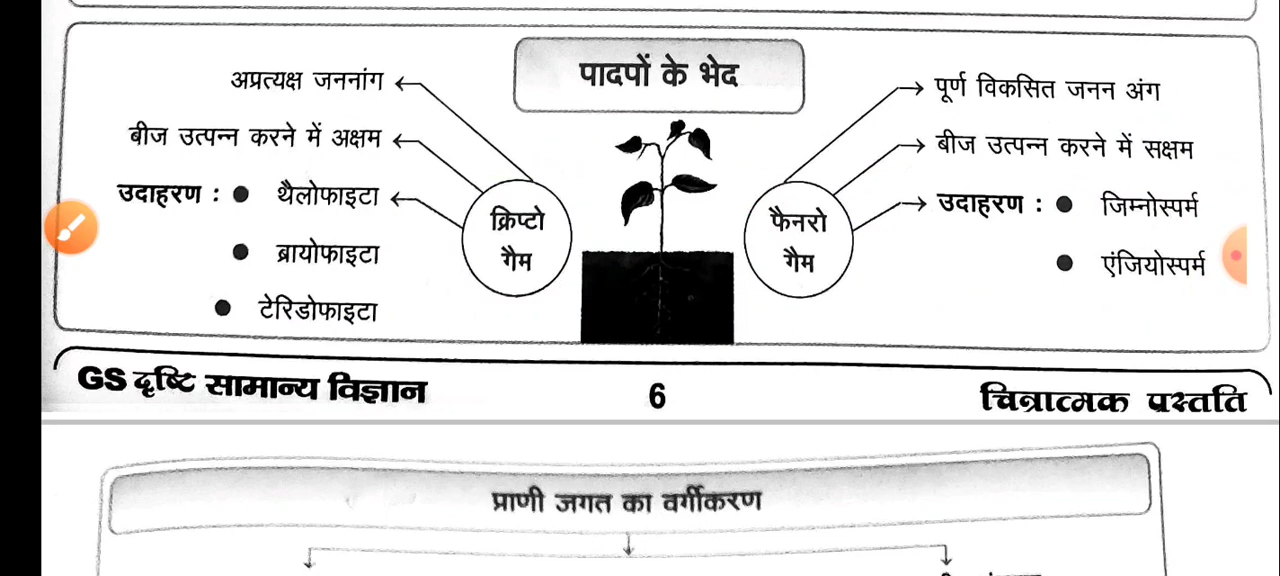 पादपों के भेद
अप्रत्यक्ष जननांग
बीज उत्पन्न करने में अक्षम
उदाहरण : ● थैलोफाइटा
● ब्रायोफाइटा
● टेरिडोफाइटा
क्रिप्टो
गैम
फैनरो
गैम
पूर्ण विकसित जनन अंग
बीज उत्पन्न करने में सक्षम
उदाहरण : ● जिम्नोस्पर्म
● एंजियोस्पर्म
GS दृष्टि सामान्य विज्ञान
6
चित्रात्मक प्रस्तति
प्राणी जगत का वर्गीकरण